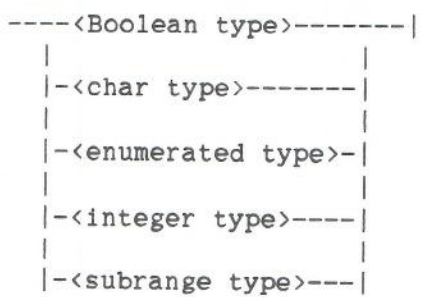 ----<Boolean type>-------|
|-<char type>-------|
|-<enumerated type>-|
|-<integer type>----|
|-<subrange type>---|